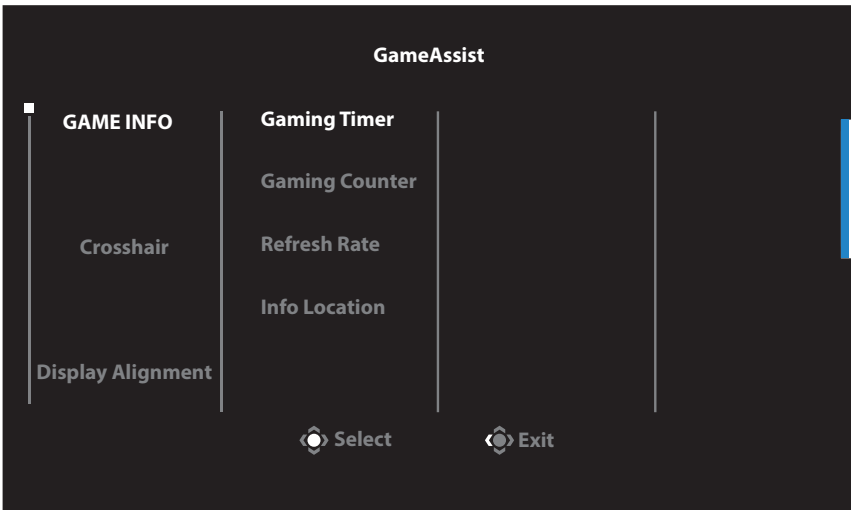 GameAssist
GAME INFO
Crosshair
Display Alignment
Gaming Timer
Gaming Counter
Refresh Rate
Info Location
Select
Exit